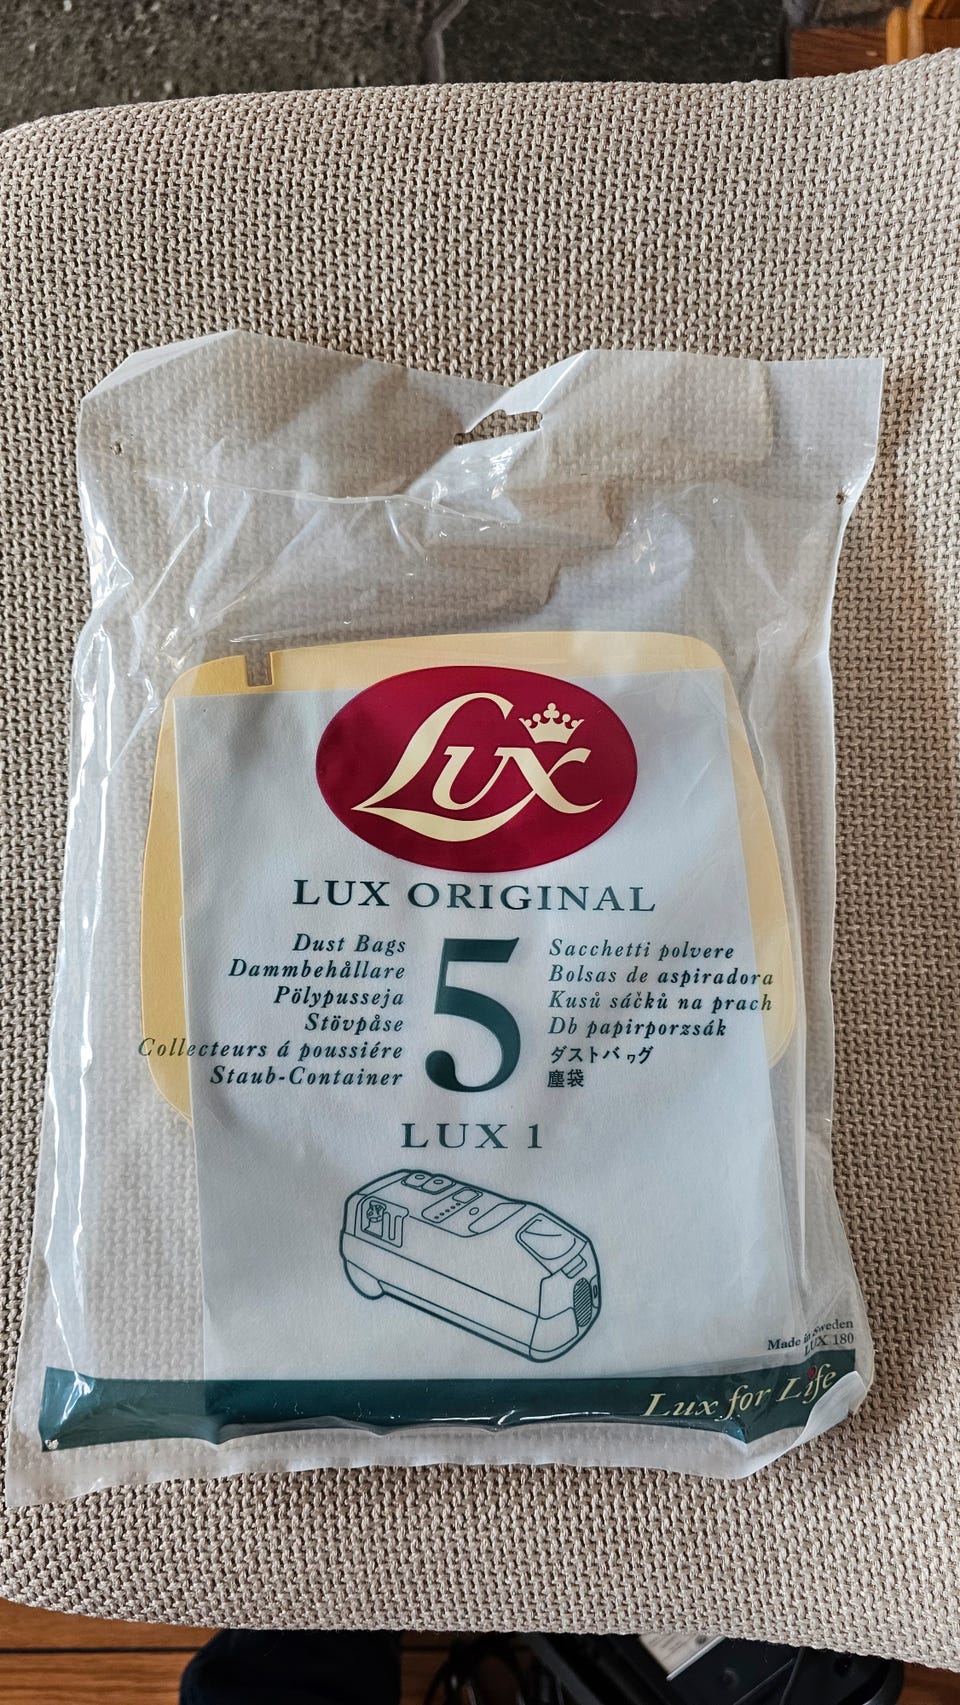 Lux
LUX ORIGINAL
Dust Bags
Dammbehållare
Pölypusseja
Stövpåse
Collecteurs á poussiére
Staub-Container
5
Sacchetti polvere
Bolsas de aspiradora
Kusů sáčků na prach
Db papírporzsák
ダストバヮグ
塵袋
LUX 1
Made in Sweden
LUX 180
Lux for Life